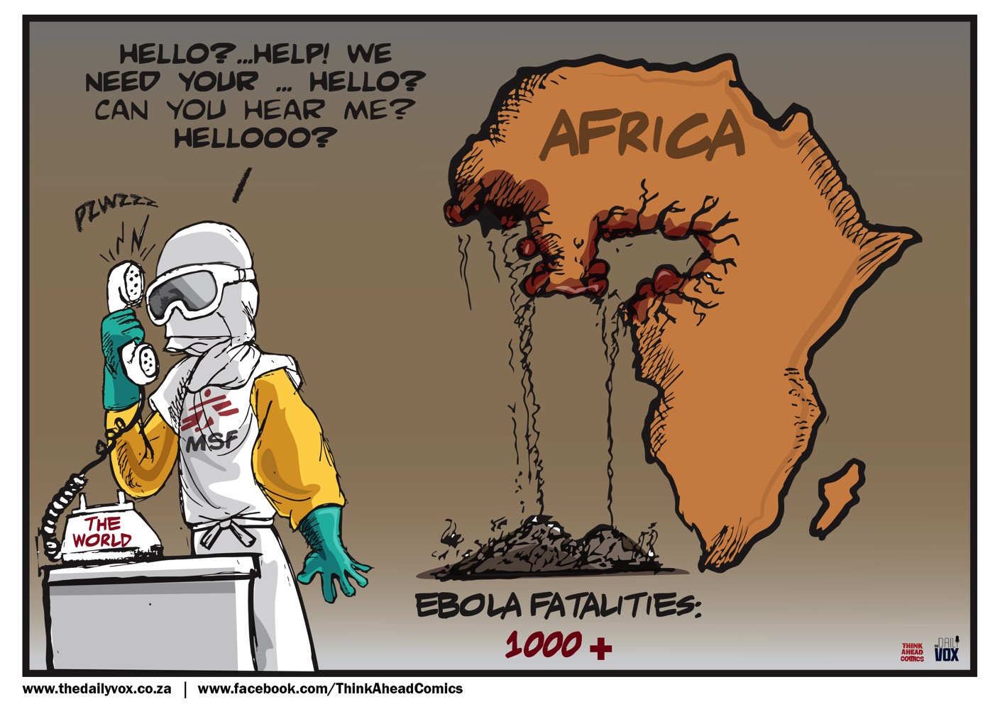 HELLO?...HELP! WE
NEED YOUR ... HELLO?
CAN YOU HEAR ME?
HELLOOO?
PZWZZZ
AFRICA
MSF
THE
WORLD
EBOLA FATALITIES:
1000 +
THINK
AHEAD
COMICS
THE DAILY
VOX
www.thedailyvox.co.za | www.facebook.com/ThinkAheadComics